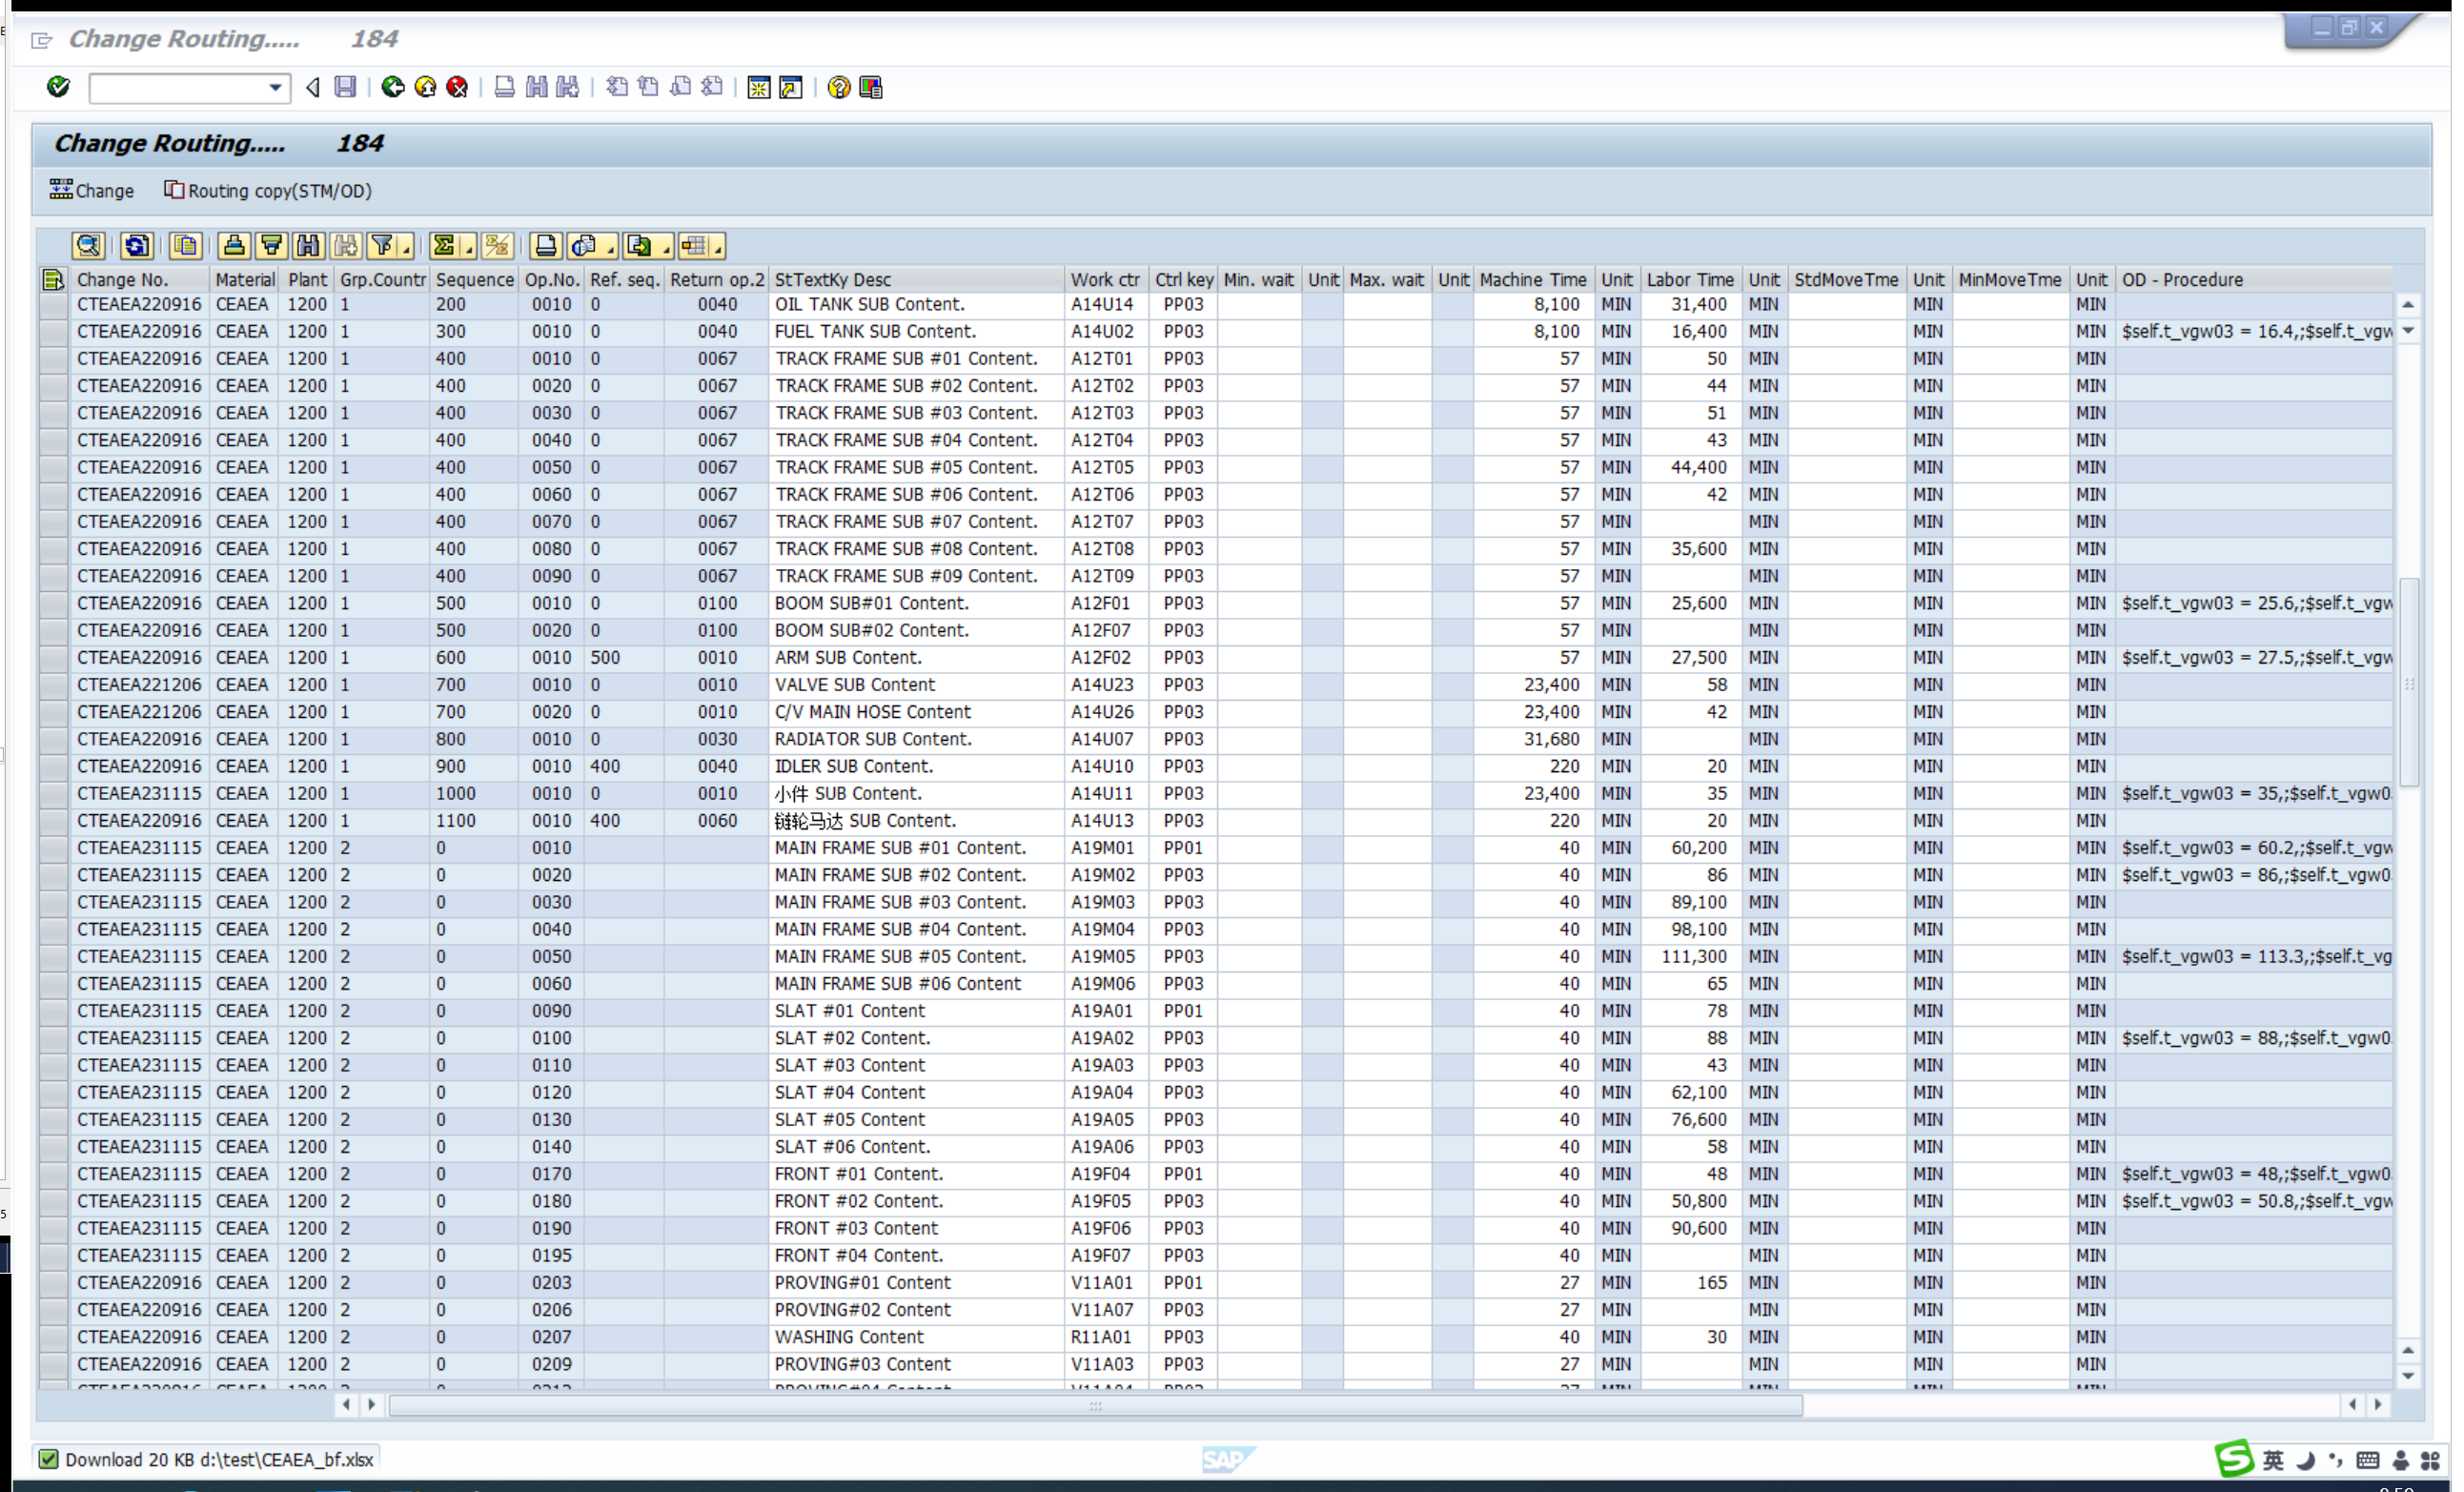 Change Routing..... 184
Change Routing..... 184
Change Routing copy(STM/OD)
Change No. Material Plant Grp.Countr Sequence Op.No. Ref. seq. Return op.2 StTextKy Desc Work ctr Ctrl key Min. wait Unit Max. wait Unit Machine Time Unit Labor Time Unit StdMoveTme Unit MinMoveTme Unit OD - Procedure
CTEAEA220916 CEAEA 1200 1 200 0010 0 0040 OIL TANK SUB Content. A14U14 PP03 8,100 MIN 31,400 MIN MIN MIN
CTEAEA220916 CEAEA 1200 1 300 0010 0 0040 FUEL TANK SUB Content. A14U02 PP03 8,100 MIN 16,400 MIN MIN MIN $self.t_vgw03 = 16.4,;$self.t_vgw
CTEAEA220916 CEAEA 1200 1 400 0010 0 0067 TRACK FRAME SUB #01 Content. A12T01 PP03 57 MIN 50 MIN MIN MIN
CTEAEA220916 CEAEA 1200 1 400 0020 0 0067 TRACK FRAME SUB #02 Content. A12T02 PP03 57 MIN 44 MIN MIN MIN
CTEAEA220916 CEAEA 1200 1 400 0030 0 0067 TRACK FRAME SUB #03 Content. A12T03 PP03 57 MIN 51 MIN MIN MIN
CTEAEA220916 CEAEA 1200 1 400 0040 0 0067 TRACK FRAME SUB #04 Content. A12T04 PP03 57 MIN 43 MIN MIN MIN
CTEAEA220916 CEAEA 1200 1 400 0050 0 0067 TRACK FRAME SUB #05 Content. A12T05 PP03 57 MIN 44,400 MIN MIN MIN
CTEAEA220916 CEAEA 1200 1 400 0060 0 0067 TRACK FRAME SUB #06 Content. A12T06 PP03 57 MIN 42 MIN MIN MIN
CTEAEA220916 CEAEA 1200 1 400 0070 0 0067 TRACK FRAME SUB #07 Content. A12T07 PP03 57 MIN MIN MIN MIN
CTEAEA220916 CEAEA 1200 1 400 0080 0 0067 TRACK FRAME SUB #08 Content. A12T08 PP03 57 MIN 35,600 MIN MIN MIN
CTEAEA220916 CEAEA 1200 1 400 0090 0 0067 TRACK FRAME SUB #09 Content. A12T09 PP03 57 MIN MIN MIN MIN
CTEAEA220916 CEAEA 1200 1 500 0010 0 0100 BOOM SUB#01 Content. A12F01 PP03 57 MIN 25,600 MIN MIN MIN $self.t_vgw03 = 25.6,;$self.t_vgw
CTEAEA220916 CEAEA 1200 1 500 0020 0 0100 BOOM SUB#02 Content. A12F07 PP03 57 MIN MIN MIN MIN
CTEAEA220916 CEAEA 1200 1 600 0010 500 0010 ARM SUB Content. A12F02 PP03 57 MIN 27,500 MIN MIN MIN $self.t_vgw03 = 27.5,;$self.t_vgw
CTEAEA221206 CEAEA 1200 1 700 0010 0 0010 VALVE SUB Content A14U23 PP03 23,400 MIN 58 MIN MIN MIN
CTEAEA221206 CEAEA 1200 1 700 0020 0 0010 C/V MAIN HOSE Content A14U26 PP03 23,400 MIN 42 MIN MIN MIN
CTEAEA220916 CEAEA 1200 1 800 0010 0 0030 RADIATOR SUB Content. A14U07 PP03 31,680 MIN MIN MIN MIN
CTEAEA220916 CEAEA 1200 1 900 0010 400 0040 IDLER SUB Content. A14U10 PP03 220 MIN 20 MIN MIN MIN
CTEAEA231115 CEAEA 1200 1 1000 0010 0 0010 小件 SUB Content. A14U11 PP03 23,400 MIN 35 MIN MIN MIN $self.t_vgw03 = 35,;$self.t_vgw0
CTEAEA220916 CEAEA 1200 1 1100 0010 400 0060 链轮马达 SUB Content. A14U13 PP03 220 MIN 20 MIN MIN MIN
CTEAEA231115 CEAEA 1200 2 0 0010 MAIN FRAME SUB #01 Content. A19M01 PP01 40 MIN 60,200 MIN MIN MIN $self.t_vgw03 = 60.2,;$self.t_vgw
CTEAEA231115 CEAEA 1200 2 0 0020 MAIN FRAME SUB #02 Content. A19M02 PP03 40 MIN 86 MIN MIN MIN $self.t_vgw03 = 86,;$self.t_vgw0
CTEAEA231115 CEAEA 1200 2 0 0030 MAIN FRAME SUB #03 Content. A19M03 PP03 40 MIN 89,100 MIN MIN MIN
CTEAEA231115 CEAEA 1200 2 0 0040 MAIN FRAME SUB #04 Content. A19M04 PP03 40 MIN 98,100 MIN MIN MIN
CTEAEA231115 CEAEA 1200 2 0 0050 MAIN FRAME SUB #05 Content. A19M05 PP03 40 MIN 111,300 MIN MIN MIN $self.t_vgw03 = 113.3,;$self.t_vg
CTEAEA231115 CEAEA 1200 2 0 0060 MAIN FRAME SUB #06 Content A19M06 PP03 40 MIN 65 MIN MIN MIN
CTEAEA231115 CEAEA 1200 2 0 0090 SLAT #01 Content A19A01 PP01 40 MIN 78 MIN MIN MIN
CTEAEA231115 CEAEA 1200 2 0 0100 SLAT #02 Content. A19A02 PP03 40 MIN 88 MIN MIN MIN $self.t_vgw03 = 88,;$self.t_vgw0
CTEAEA231115 CEAEA 1200 2 0 0110 SLAT #03 Content A19A03 PP03 40 MIN 43 MIN MIN MIN
CTEAEA231115 CEAEA 1200 2 0 0120 SLAT #04 Content A19A04 PP03 40 MIN 62,100 MIN MIN MIN
CTEAEA231115 CEAEA 1200 2 0 0130 SLAT #05 Content A19A05 PP03 40 MIN 76,600 MIN MIN MIN
CTEAEA231115 CEAEA 1200 2 0 0140 SLAT #06 Content. A19A06 PP03 40 MIN 58 MIN MIN MIN
CTEAEA231115 CEAEA 1200 2 0 0170 FRONT #01 Content. A19F04 PP01 40 MIN 48 MIN MIN MIN $self.t_vgw03 = 48,;$self.t_vgw0
CTEAEA231115 CEAEA 1200 2 0 0180 FRONT #02 Content. A19F05 PP03 40 MIN 50,800 MIN MIN MIN $self.t_vgw03 = 50.8,;$self.t_vgw
CTEAEA231115 CEAEA 1200 2 0 0190 FRONT #03 Content A19F06 PP03 40 MIN 90,600 MIN MIN MIN
CTEAEA231115 CEAEA 1200 2 0 0195 FRONT #04 Content. A19F07 PP03 40 MIN MIN MIN MIN
CTEAEA220916 CEAEA 1200 2 0 0203 PROVING#01 Content V11A01 PP01 27 MIN 165 MIN MIN MIN
CTEAEA220916 CEAEA 1200 2 0 0206 PROVING#02 Content V11A07 PP03 27 MIN MIN MIN MIN
CTEAEA220916 CEAEA 1200 2 0 0207 WASHING Content R11A01 PP03 40 MIN 30 MIN MIN MIN
CTEAEA220916 CEAEA 1200 2 0 0209 PROVING#03 Content V11A03 PP03 27 MIN MIN MIN MIN
Download 20 KB d:\test\CEAEA_bf.xlsx
SAP
英